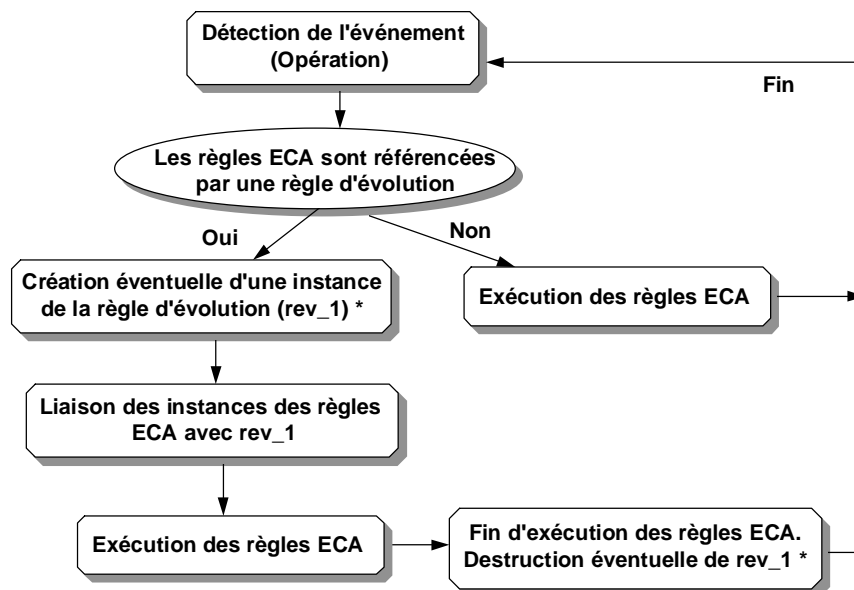 Détection de l'événement
(Opération)
Fin
Les règles ECA sont référencées
par une règle d'évolution
Oui
Non
Création éventuelle d'une instance
de la règle d'évolution (rev_1) *
Exécution des règles ECA
Liaison des instances des règles
ECA avec rev_1
Exécution des règles ECA
Fin d'exécution des règles ECA.
Destruction éventuelle de rev_1 *